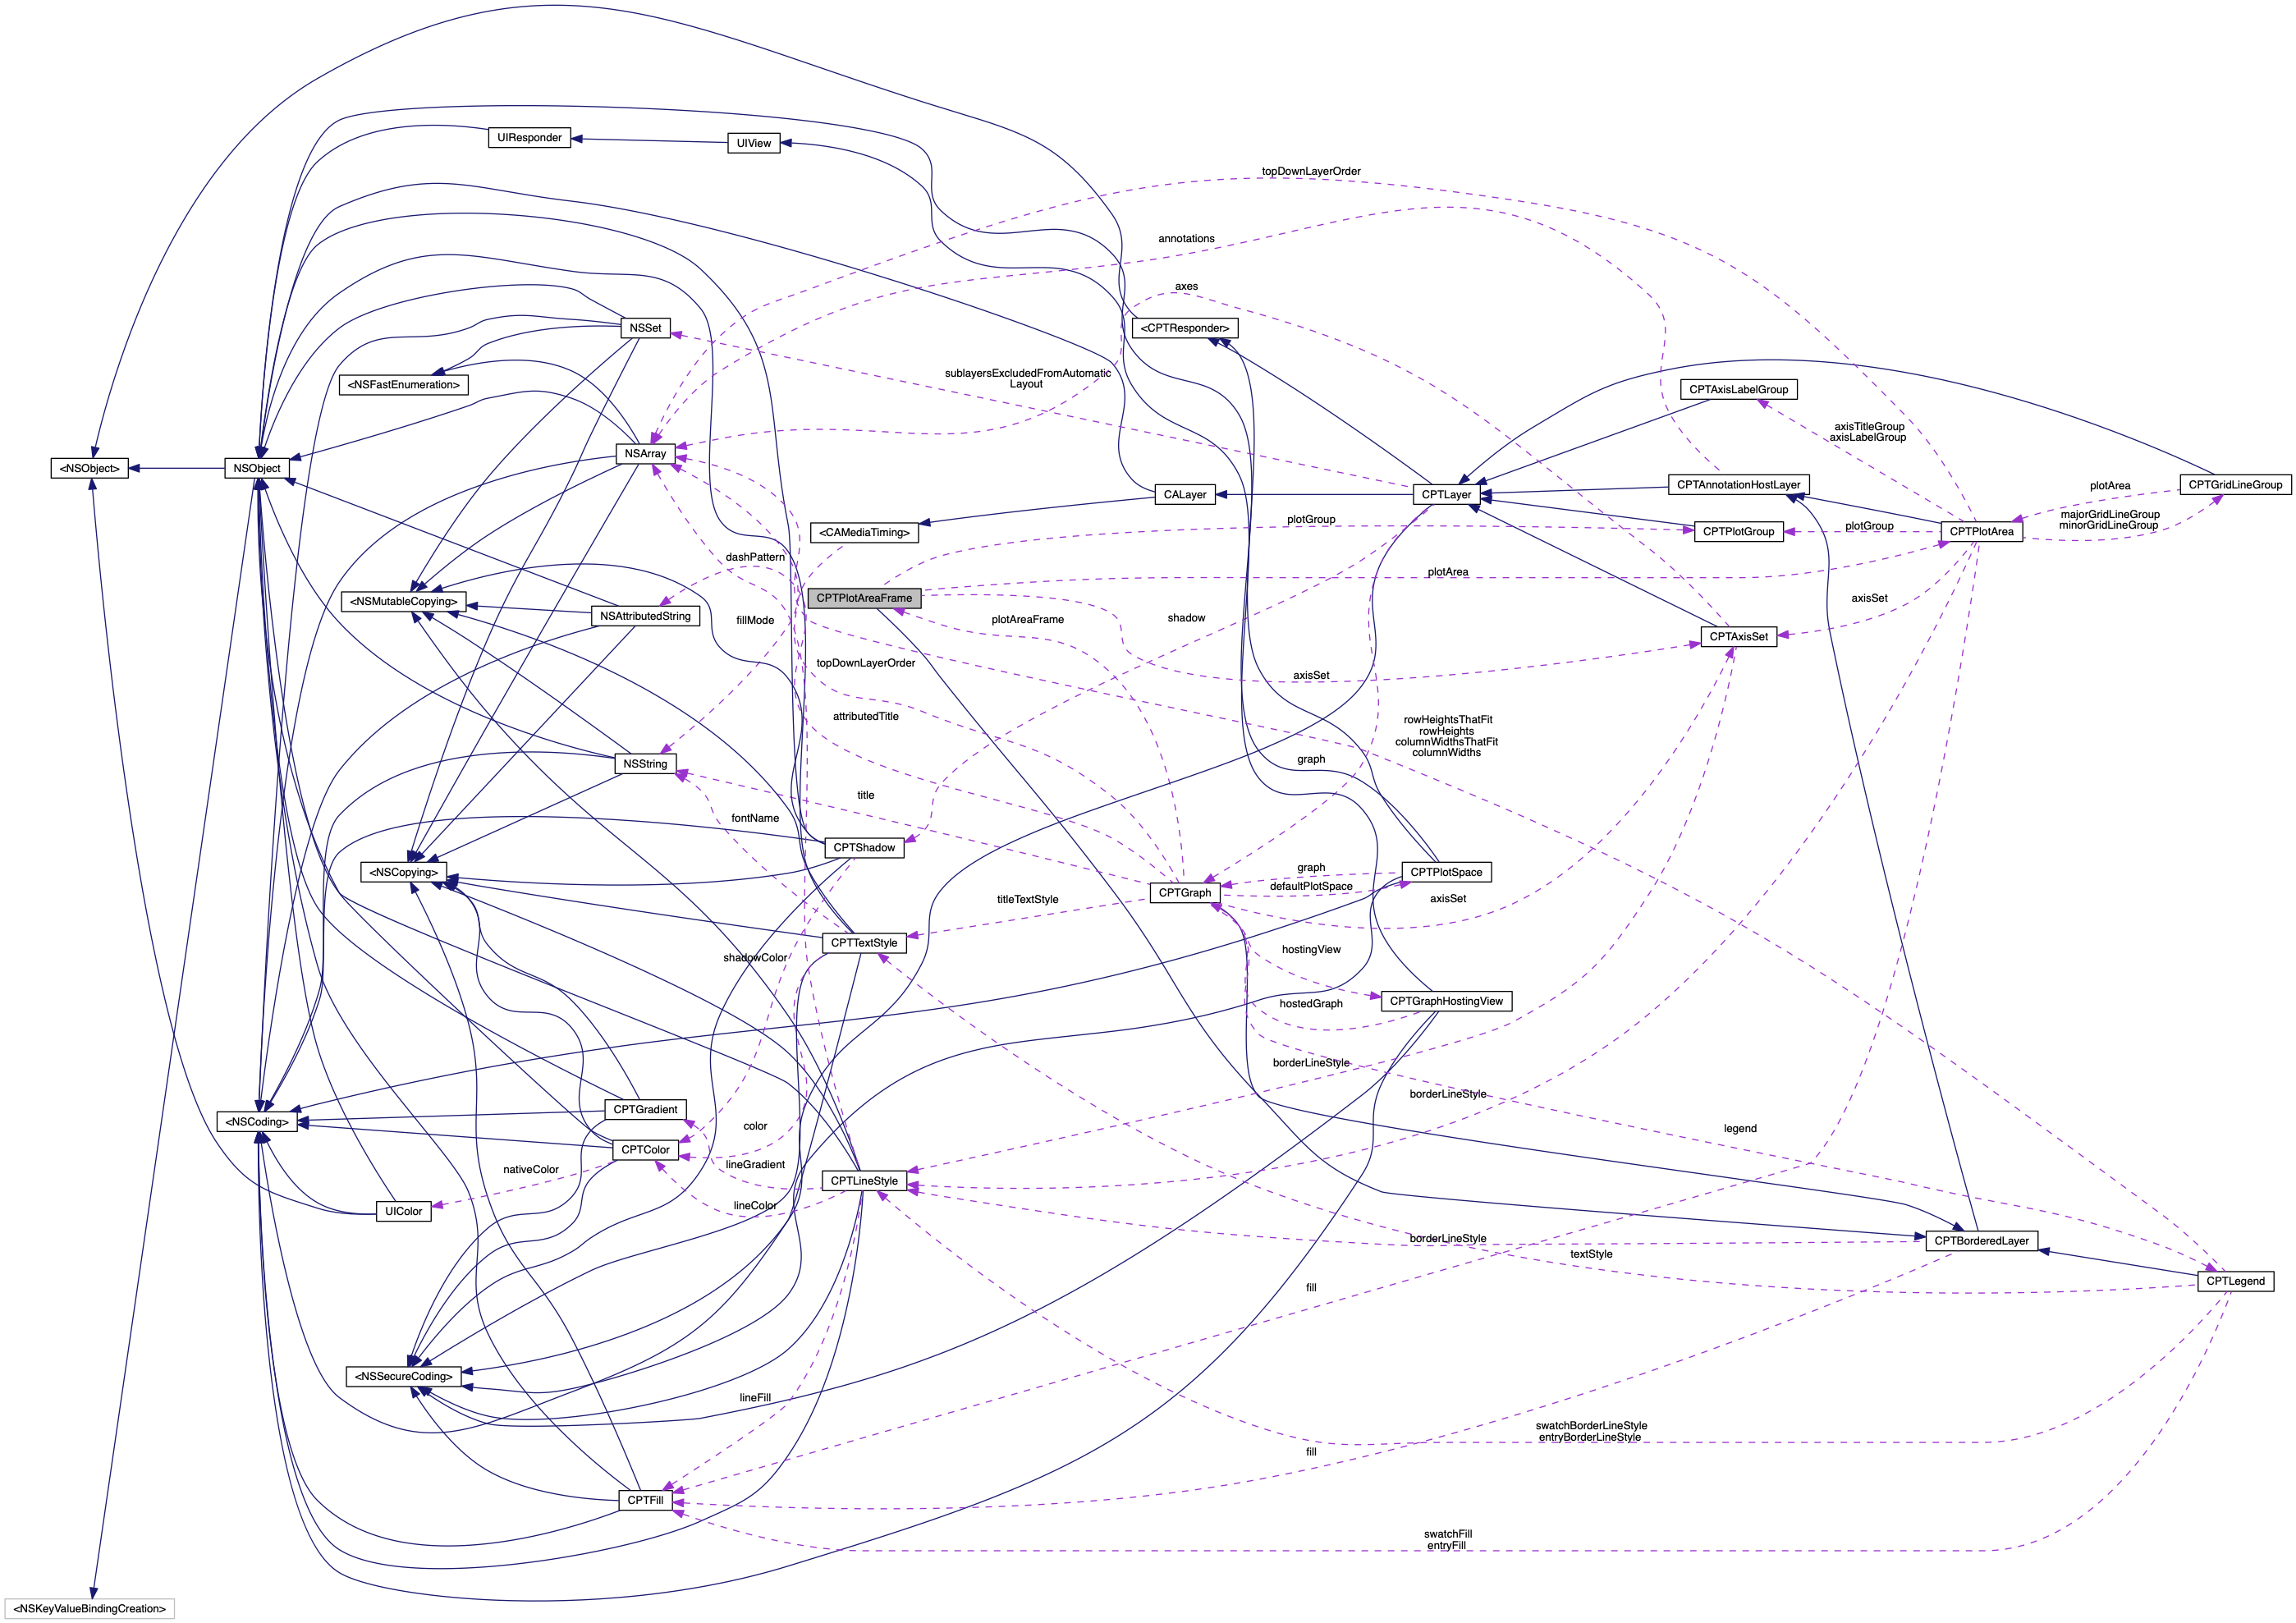 UIResponder
UIView
topDownLayerOrder
annotations
axes
NSSet
<CPTResponder>
<NSFastEnumeration>
sublayersExcludedFromAutomatic
Layout
CPTAxisLabelGroup
axisTitleGroup
axisLabelGroup
NSArray
<NSObject>
NSObject
CALayer
CPTLayer
CPTAnnotationHostLayer
plotArea
CPTGridLineGroup
majorGridLineGroup
minorGridLineGroup
plotGroup
<CAMediaTiming>
CPTPlotGroup
plotGroup
CPTPlotArea
dashPattern
plotArea
<NSMutableCopying>
CPTPlotAreaFrame
axisSet
NSAttributedString
fillMode
plotAreaFrame
shadow
CPTAxisSet
topDownLayerOrder
axisSet
attributedTitle
rowHeightsThatFit
rowHeights
columnWidthsThatFit
columnWidths
NSString
graph
title
fontName
CPTShadow
<NSCopying>
graph
CPTPlotSpace
CPTGraph
defaultPlotSpace
titleTextStyle
axisSet
CPTTextStyle
hostingView
shadowColor
CPTGraphHostingView
hostedGraph
borderLineStyle
borderLineStyle
CPTGradient
<NSCoding>
color
legend
CPTColor
nativeColor
lineGradient
CPTLineStyle
UIColor
lineColor
borderLineStyle
CPTBorderedLayer
textStyle
CPTLegend
fill
<NSSecureCoding>
lineFill
swatchBorderLineStyle
entryBorderLineStyle
fill
CPTFill
swatchFill
entryFill
<NSKeyValueBindingCreation>